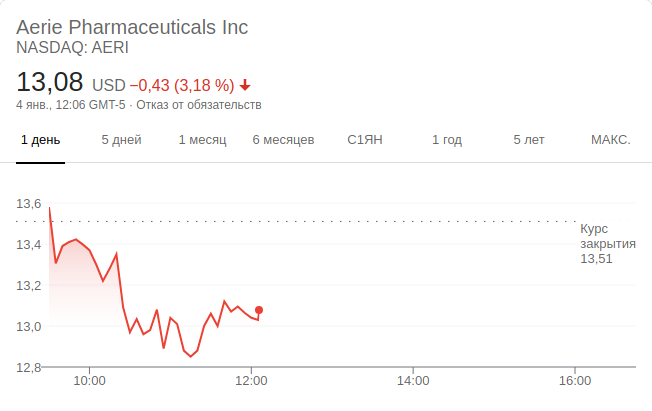 Aerie Pharmaceuticals Inc
NASDAQ: AERI
13,08 USD −0,43 (3,18 %)
4 янв., 12:06 GMT-5 · Отказ от обязательств
1 день 5 дней 1 месяц 6 месяцев С1ЯН 1 год 5 лет МАКС.
13,6
Курс
закрытия
13,51
13,4
13,2
13,0
12,8
10:00 12:00 14:00 16:00